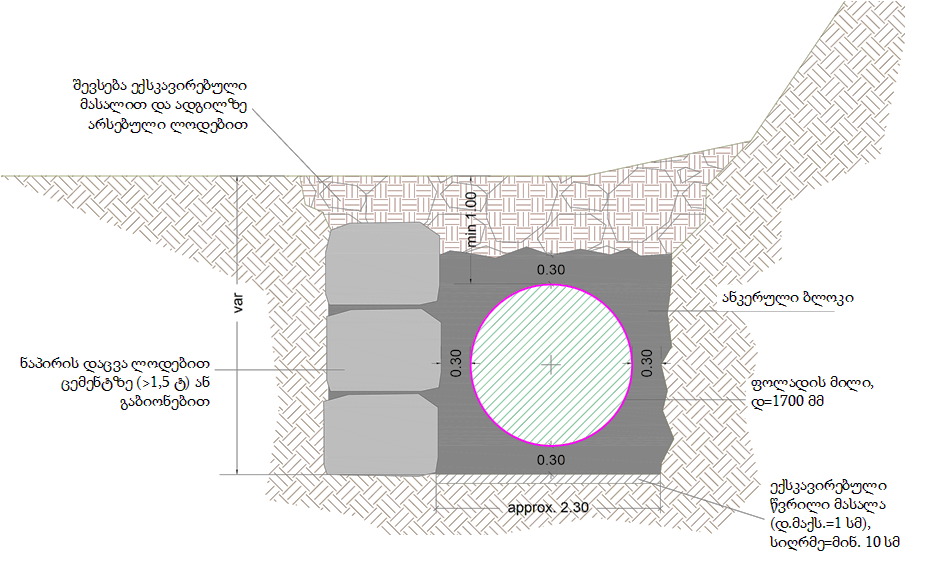 შევსება ექსკავირებული
მასალით და ადგილზე
არსებული ლოდებით
min 1.00
0.30
var
ანკერული ბლოკი
ნაპირის დაცვა ლოდებით
ცემენტზე (>1,5 ტ) ან
გაბიონებით
0.30
0.30
ფოლადის მილი,
დ=1700 მმ
0.30
approx. 2.30
ექსკავირებული
წვრილი მასალა
(დ.მაქს.=1 სმ),
სიღრმე=მინ. 10 სმ